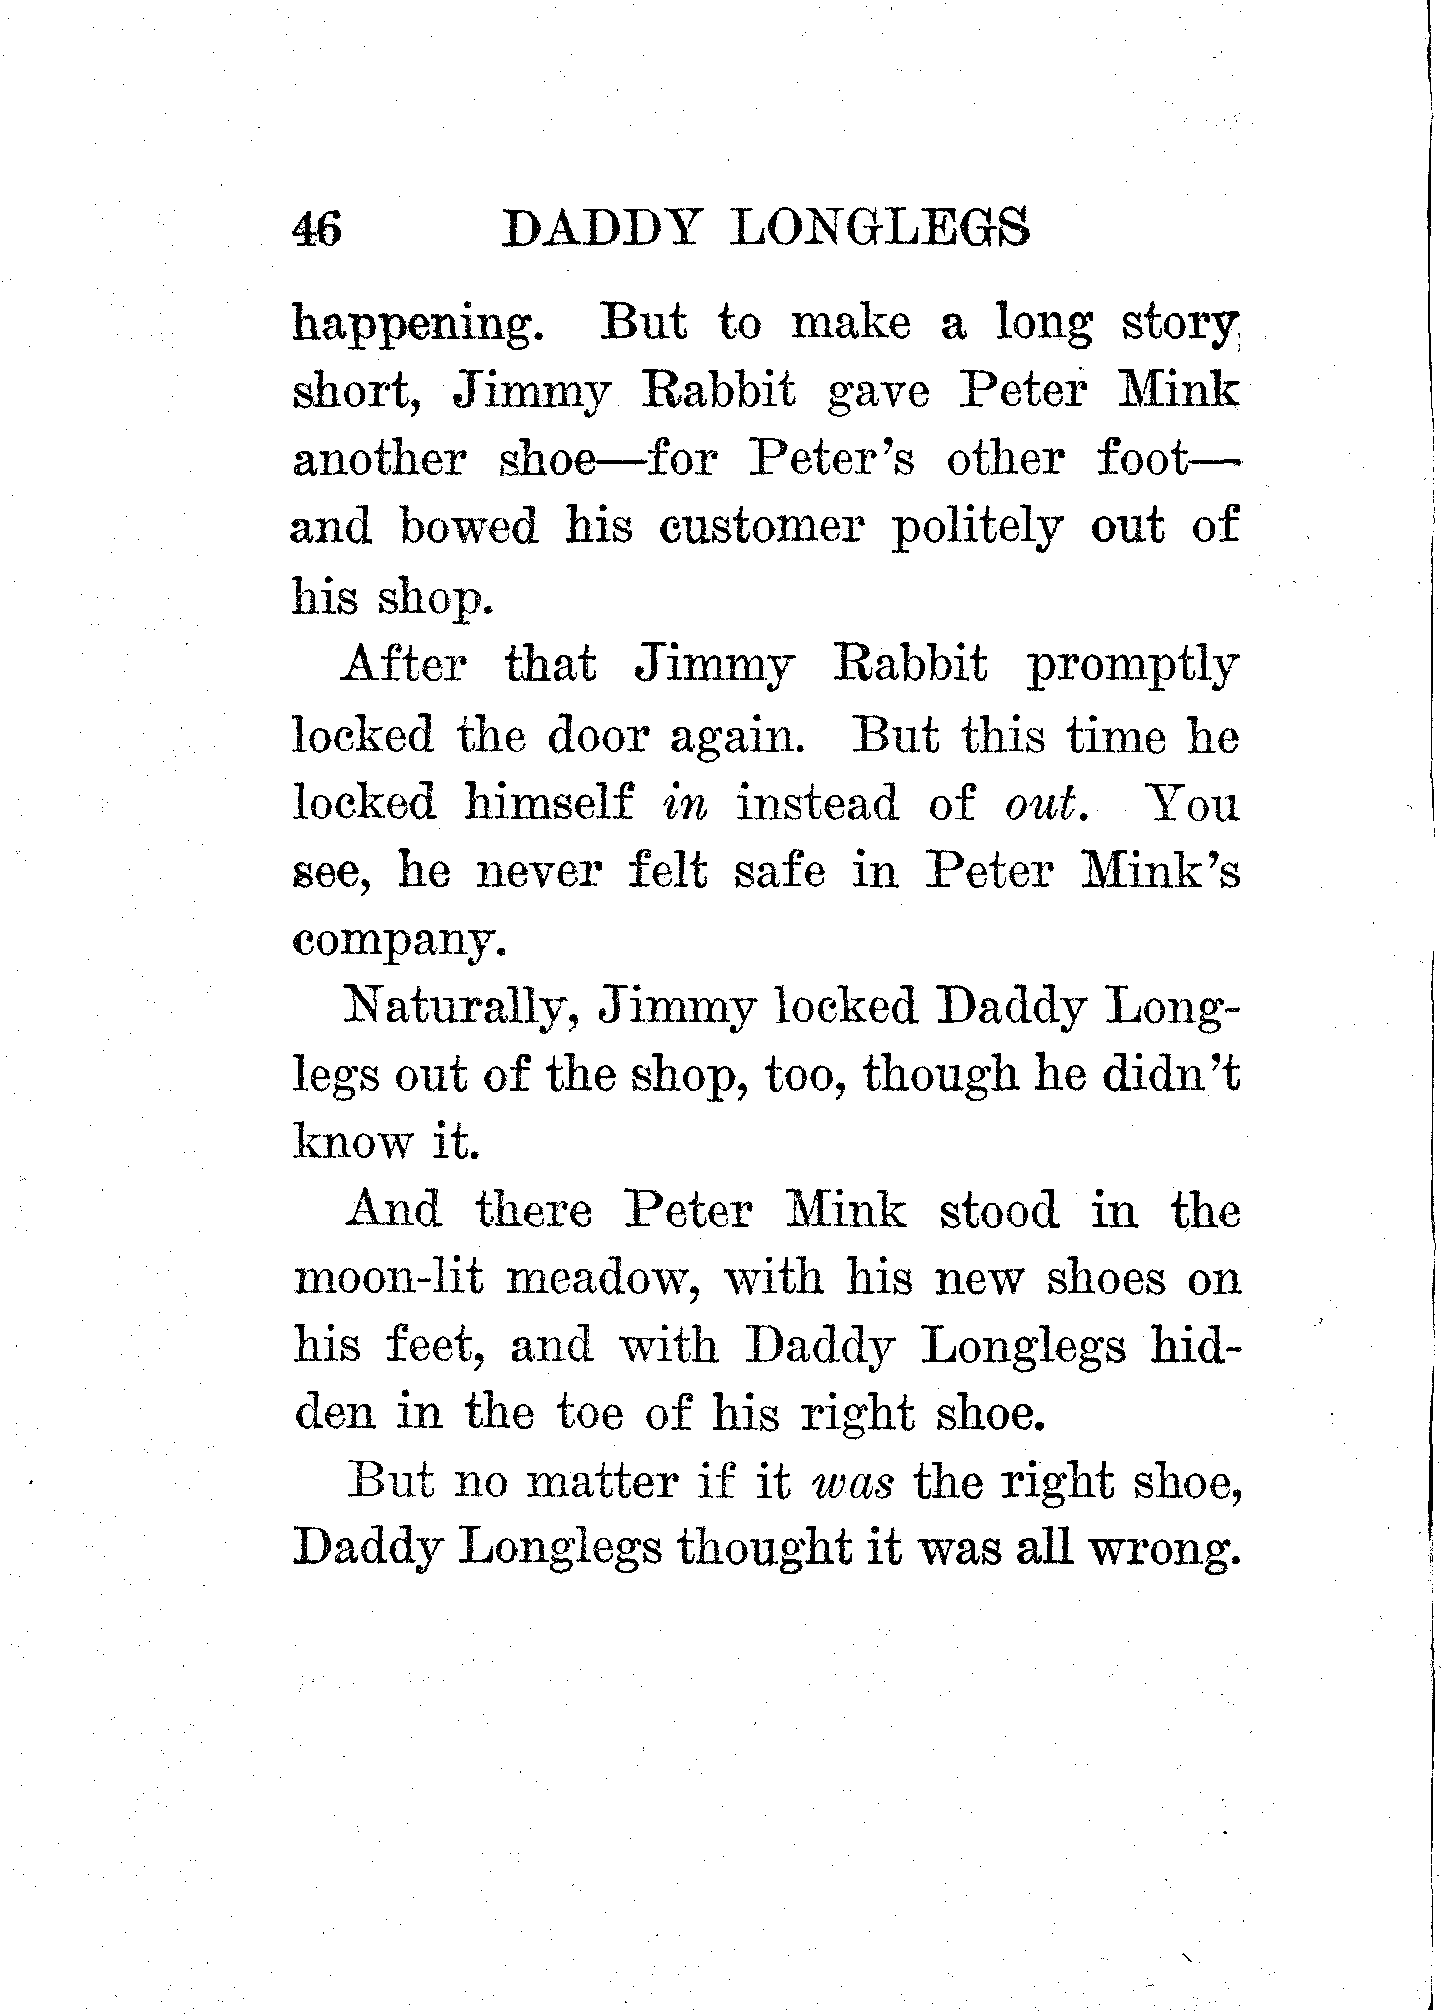 46 DADDY LONGLEGS
happening. But to make a long story
short, Jimmy Rabbit gave Peter Mink
another shoe—for Peter's other foot—
and bowed his customer politely out of
his shop.
After that Jimmy Rabbit promptly
locked the door again. But this time he
locked himself in instead of out. You
see, he never felt safe in Peter Mink's
company.
Naturally, Jimmy locked Daddy Long-
legs out of the shop, too, though he didn't
know it.
And there Peter Mink stood in the
moon-lit meadow, with his new shoes on
his feet, and with Daddy Longlegs hid-
den in the toe of his right shoe.
But no matter if it was the right shoe,
Daddy Longlegs thought it was all wrong.